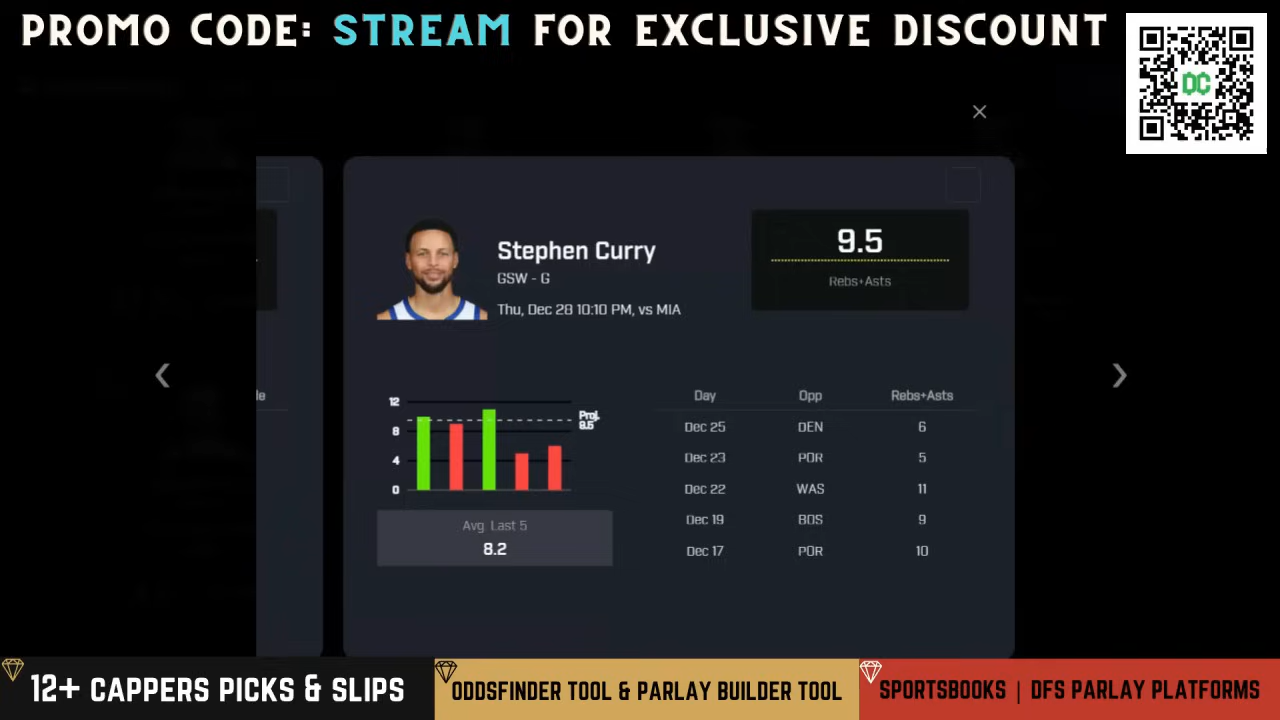 PROMO CODE: STREAM FOR EXCLUSIVE DISCOUNT
DC
Stephen Curry
GSW - G
Thu, Dec 28 10:10 PM, vs MIA
9.5
Rebs+Asts
le
12
8
4
0
Proj.
9.5
Avg. Last 5
8.2
Day Opp Rebs+Asts
Dec 25 DEN 6
Dec 23 POR 5
Dec 22 WAS 11
Dec 19 BOS 9
Dec 17 POR 10
12+ CAPPERS PICKS & SLIPS
ODDSFINDER TOOL & PARLAY BUILDER TOOL
SPORTSBOOKS | DFS PARLAY PLATFORMS